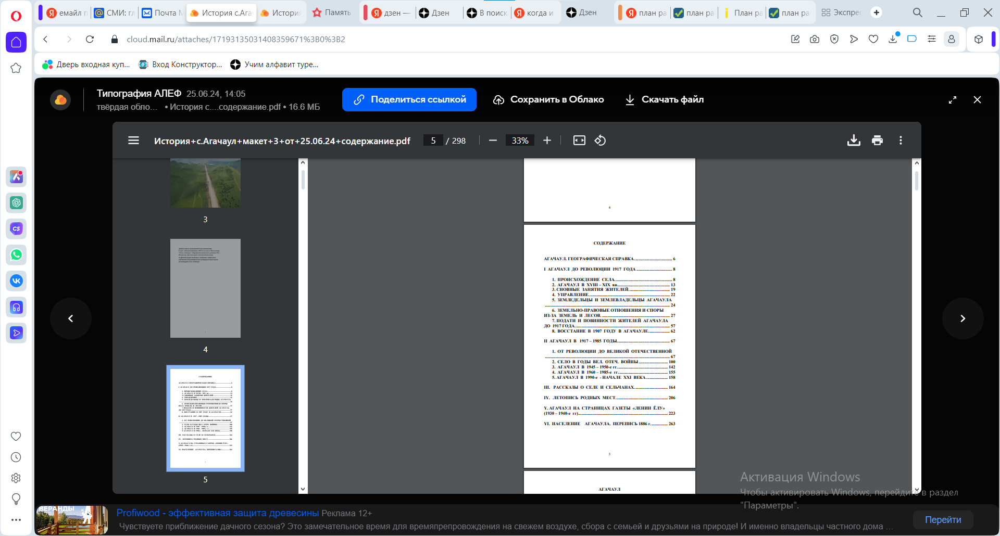 емайл г
СМИ: гл
Почта М
История с.Ага
История
Память
дзен —
Дзен
В поиск
когда и
Дзен
план ра
план ра
План ра
план ра
Экспрес
cloud.mail.ru/attaches/17193135031408359671%3B0%3B2
Дверь входная куп...
Вход Конструктор...
Учим алфавит туре...
Типография АЛЕФ 25.06.24, 14:05
твёрдая обло... • История с....содержание.pdf • 16.6 МБ
Поделиться ссылкой
Сохранить в Облако
Скачать файл
История+с.Агачаул+макет+3+от+25.06.24+содержание.pdf
5 / 298
33%
3
4
5
4
СОДЕРЖАНИЕ
АГАЧАУЛ. ГЕОГРАФИЧЕСКАЯ СПРАВКА. 6
I АГАЧАУЛ ДО РЕВОЛЮЦИИ 1917 ГОДА 8
1. ПРОИСХОЖДЕНИЕ СЕЛА. 8
2. АГАЧАУЛ В XYIII – XIX вв. 13
3. СНОВНЫЕ ЗАНЯТИЯ ЖИТЕЛЕЙ. 19
4. УПРАВЛЕНИЕ. 22
5. ЗЕМЛЕДЕЛЬЦЫ И ЗЕМЛЕВЛАДЕЛЬЦЫ АГАЧАУЛА
24
6. ЗЕМЕЛЬНО-ПРАВОВЫЕ ОТНОШЕНИЯ И СПОРЫ
ИЗ-ЗА ЗЕМЕЛЬ И ЛЕСОВ. 27
7. ПОДАТИ И ПОВИННОСТИ ЖИТЕЛЕЙ АГАЧАУЛА
ДО 1917 ГОДА. 57
8. ВОССТАНИЕ В 1907 ГОДУ В АГАЧАУЛЕ. 62
II АГАЧАУЛ В 1917 – 1985 ГОДЫ. 67
1. ОТ РЕВОЛЮЦИИ ДО ВЕЛИКОЙ ОТЕЧЕСТВЕННОЙ
67
2. СЕЛО В ГОДЫ ВЕЛ. ОТЕЧ. ВОЙНЫ 100
3. АГАЧАУЛ В 1945 – 1950-е гг. 142
4. АГАЧАУЛ В 1960 – 1985-е гг. 155
5. АГАЧАУЛ В 1990-е - НАЧАЛЕ XXI ВЕКА. 158
III. РАССКАЗЫ О СЕЛЕ И СЕЛЬЧАНАХ. 164
IY. ЛЕТОПИСЬ РОДНЫХ МЕСТ. 206
Y. АГАЧАУЛ НА СТРАНИЦАХ ГАЗЕТЫ «ЛЕНИН ЁЛУ»
(1930 – 1940-е гг) 223
YI. НАСЕЛЕНИЕ АГАЧАУЛА. ПЕРЕПИСЬ 1886 г. 263
5
АГАЧАУЛ
Активация Windows
Чтобы активировать Windows, перейдите в раздел
"Параметры".
ВЕРАНДЫ
Profiwood - эффективная защита древесины Реклама 12+
Чувствуете приближение дачного сезона? Это замечательное время для времяпрепровождения на свежем воздухе, сбора с семьей и друзьями на природе! И именно владельцы частного дома ...
Перейти